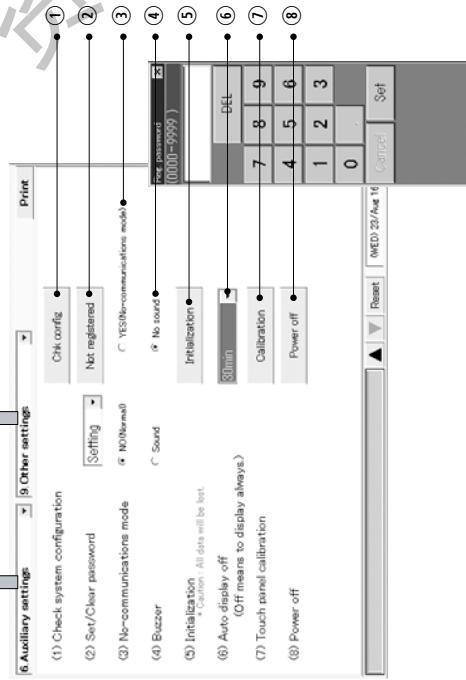 6.Auxiliary settings 9.Other settings Print
(1) Check system configuration Chk config
(2) Set/Clear password Setting Not registered
(3) No-communications mode NO(Normal) YES(No-communications mode)
(4) Buzzer Sound No sound
(5) Initialization Initialization
* Caution : All data will be lost.
(6) Auto display off 30min
(Off means to display always.)
(7) Touch panel calibration Calibration
(8) Power off Power off
Reset (WED) 23/Aug 16
Reg. password
(0000-9999 )
DEL
7 8 9
4 5 6
1 2 3
0 .
Cancel Set
① ② ③ ④ ⑤ ⑥ ⑦ ⑧